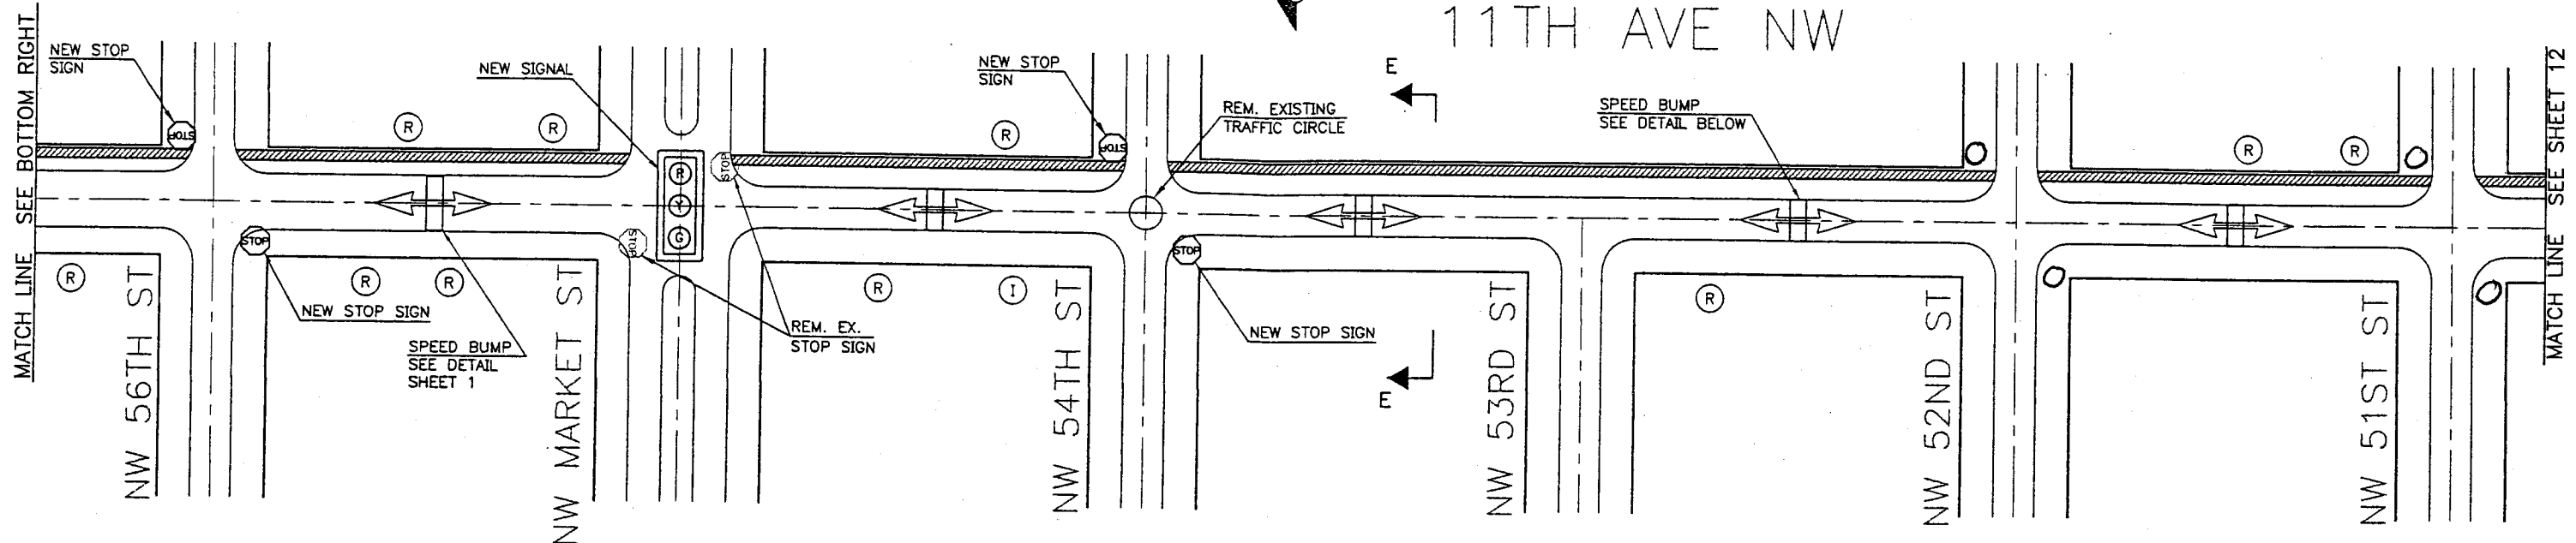 11TH AVE NW
MATCH LINE SEE BOTTOM RIGHT
NEW STOP
SIGN
STOP
R
R
NEW SIGNAL
R
Y
G
STOP
NEW STOP
SIGN
R
STOP
REM. EXISTING
TRAFFIC CIRCLE
E
SPEED BUMP
SEE DETAIL BELOW
R
R
MATCH LINE SEE SHEET 12
R
STOP
NEW STOP SIGN
R
R
SPEED BUMP
SEE DETAIL
SHEET 1
STOP
REM. EX.
STOP SIGN
R
I
STOP
NEW STOP SIGN
E
R
NW 56TH ST
NW MARKET ST
NW 54TH ST
NW 53RD ST
NW 52ND ST
NW 51ST ST